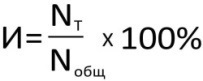 И = Nт / Nобщ x 100%